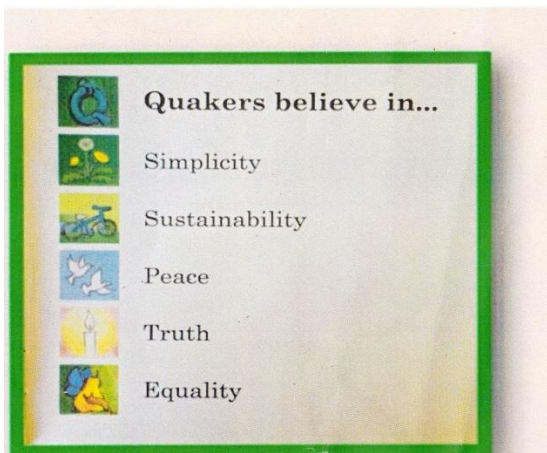 Quakers believe in...
Simplicity
Sustainability
Peace
Truth
Equality